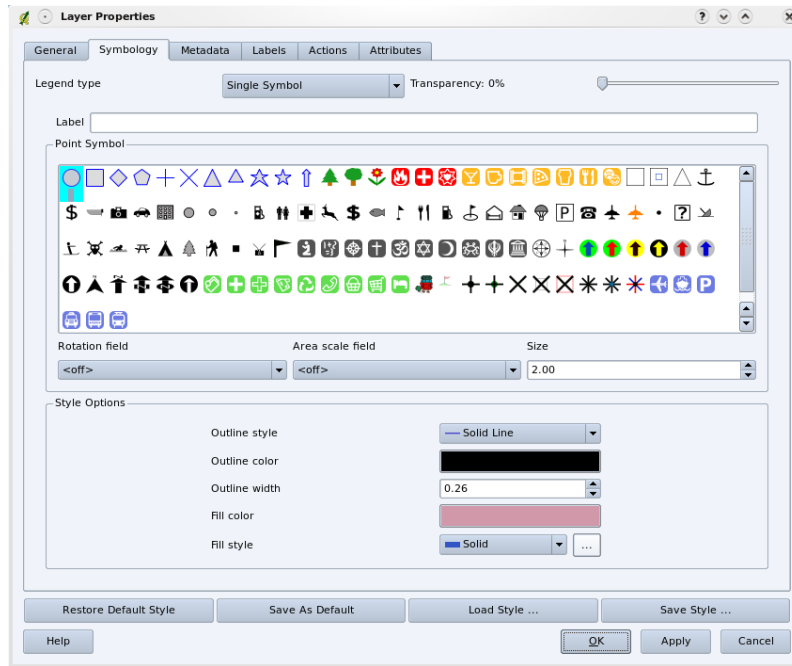 Layer Properties
General Symbology Metadata Labels Actions Attributes
Legend type Single Symbol Transparency: 0%
Label
Point Symbol
Rotation field Area scale field Size
<off> <off> 2.00
Style Options
Outline style Solid Line
Outline color
Outline width 0.26
Fill color
Fill style Solid ...
Restore Default Style Save As Default Load Style ... Save Style ...
Help OK Apply Cancel